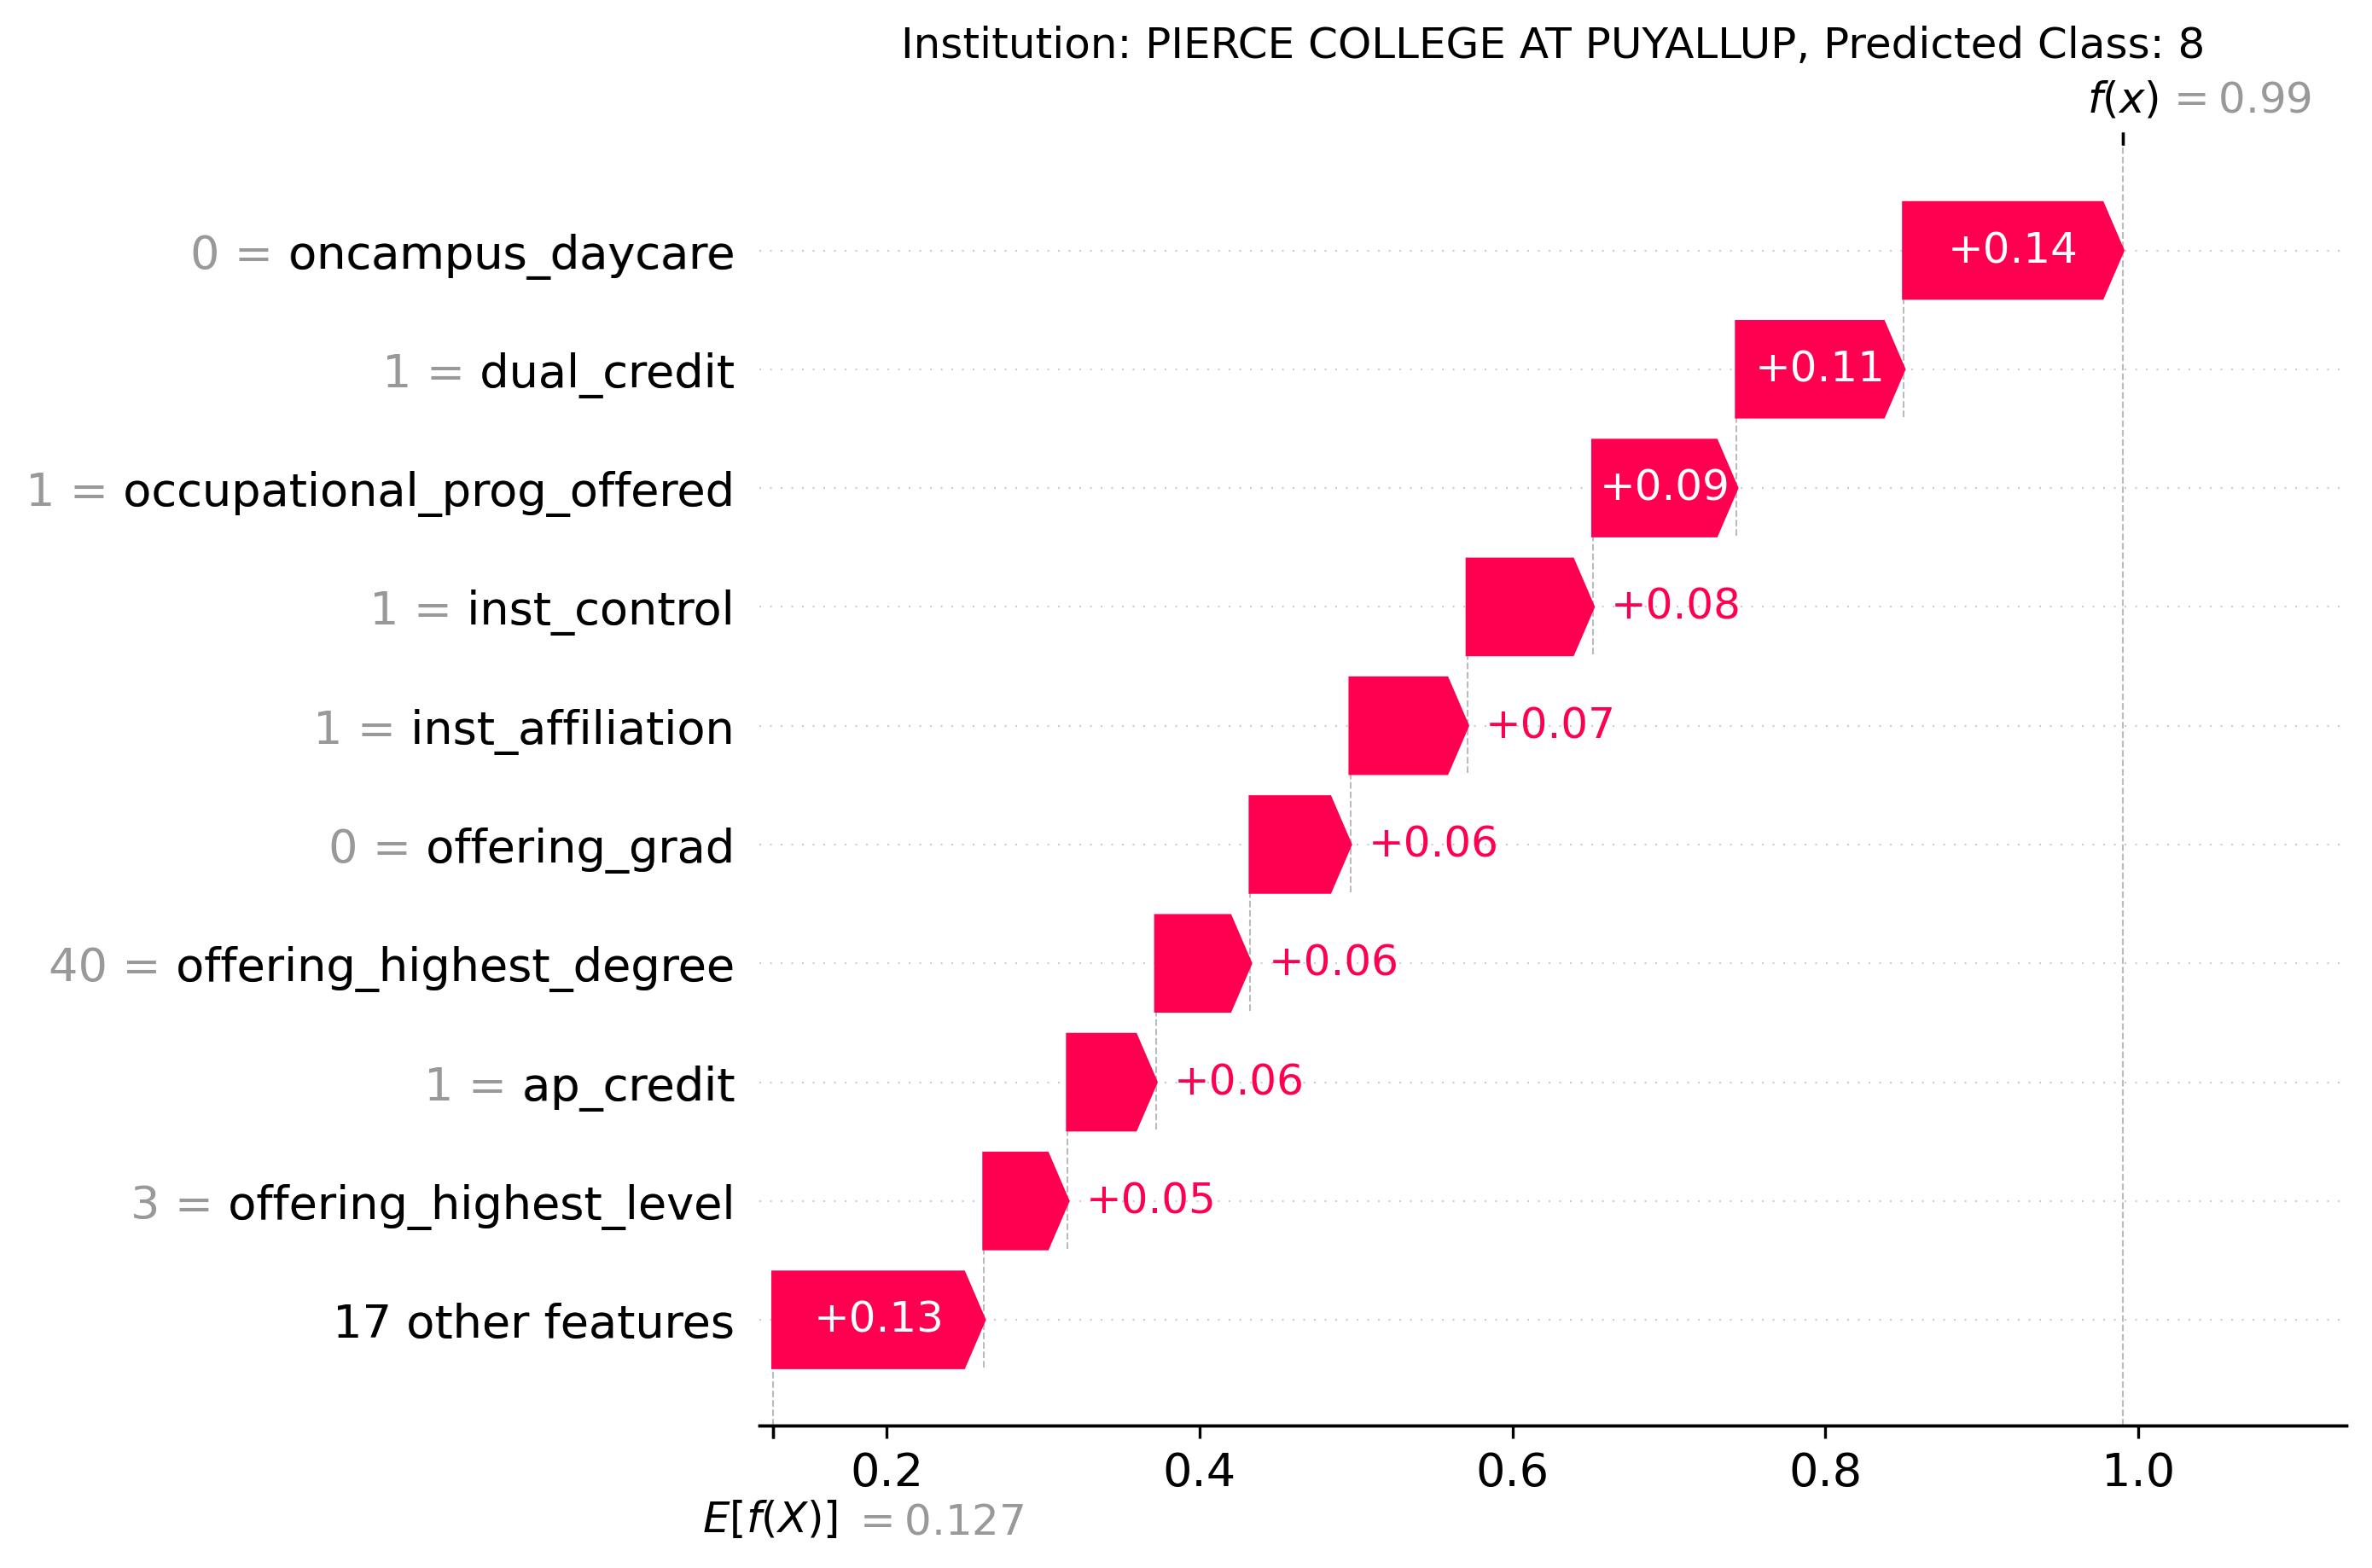 Institution: PIERCE COLLEGE AT PUYALLUP, Predicted Class: 8
f(x) = 0.99
0 = oncampus_daycare +0.14
1 = dual_credit +0.11
1 = occupational_prog_offered +0.09
1 = inst_control +0.08
1 = inst_affiliation +0.07
0 = offering_grad +0.06
40 = offering_highest_degree +0.06
1 = ap_credit +0.06
3 = offering_highest_level +0.05
17 other features +0.13
0.2 0.4 0.6 0.8 1.0
E[f(X)] = 0.127